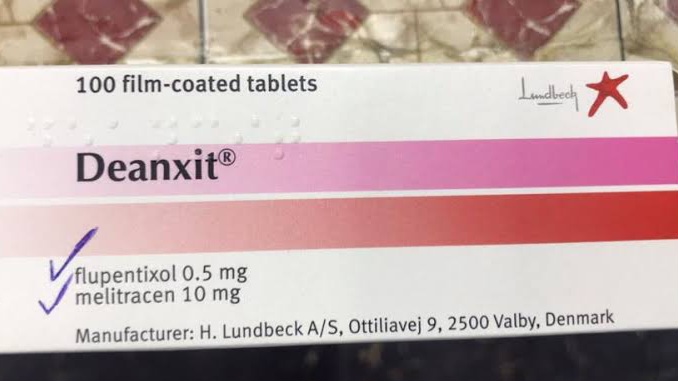 100 film-coated tablets
Lundbeck
Deanxit®
flupentixol 0.5 mg
melitracen 10 mg
Manufacturer: H. Lundbeck A/S, Ottiliavej 9, 2500 Valby, Denmark